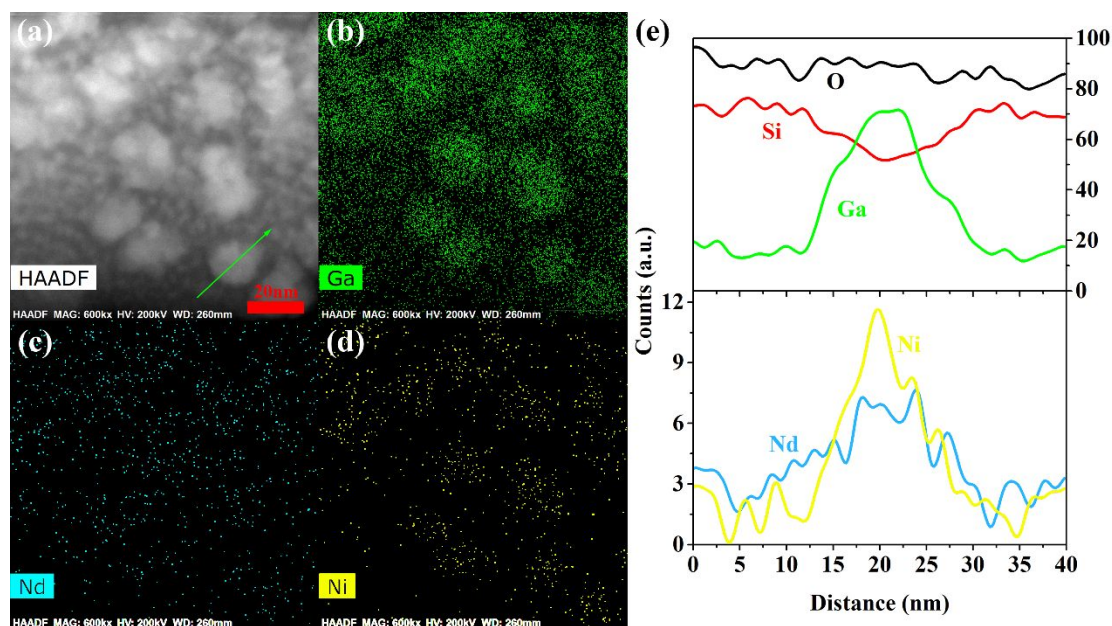 (a)
HAADF
20nm
HAADF MAG: 600kx HV: 200kV WD: 260mm
(b)
Ga
HAADF MAG: 600kx HV: 200kV WD: 260mm
(c)
Nd
HAADF MAG: 600kx HV: 200kV WD: 260mm
(d)
Ni
HAADF MAG: 600kx HV: 200kV WD: 260mm
(e)
100
80
60
40
20
0
O
Si
Ga
Counts (a.u.)
12
9
6
3
0
Ni
Nd
0 5 10 15 20 25 30 35 40
Distance (nm)